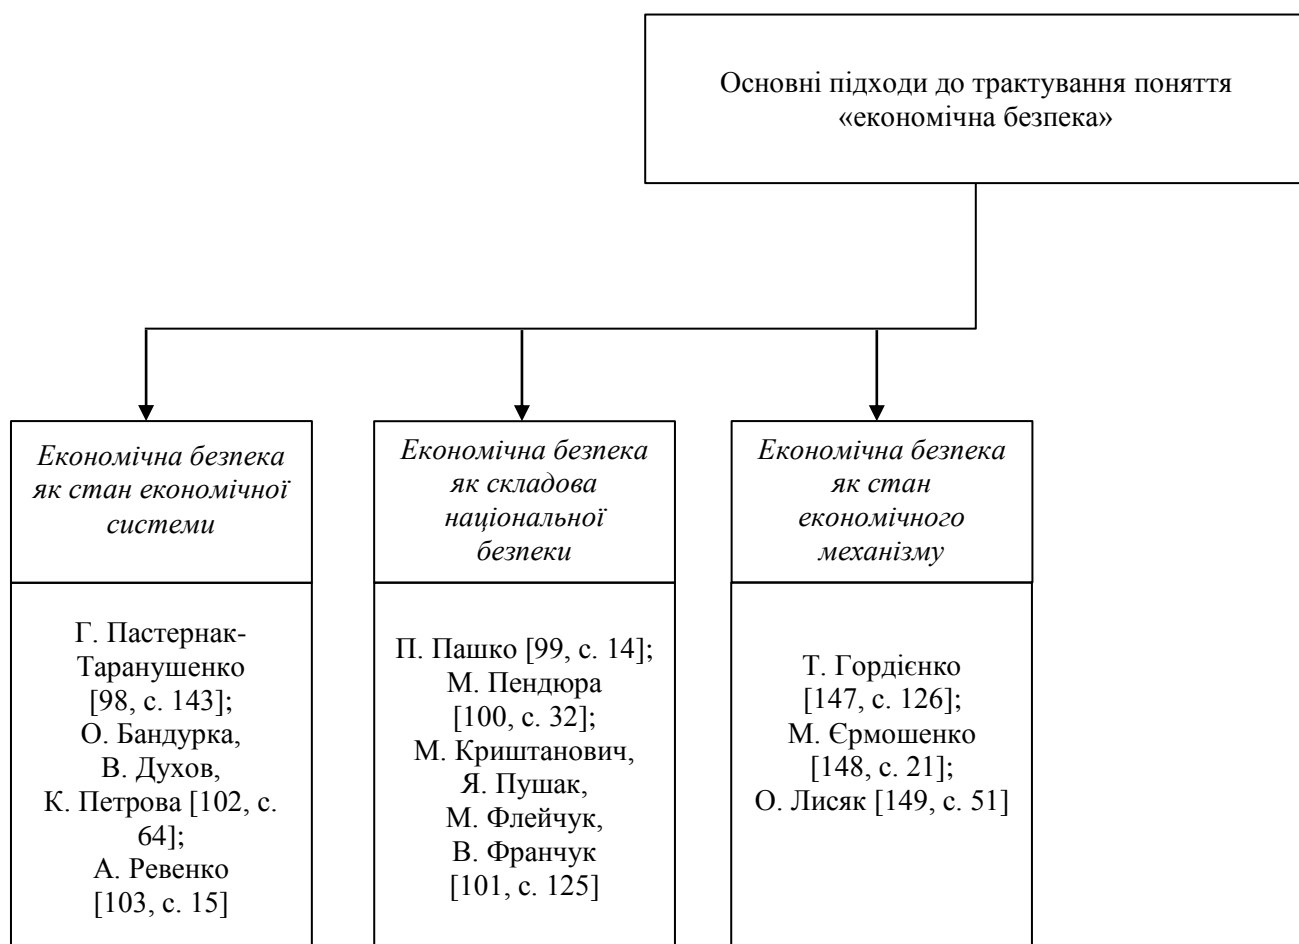 Основні підходи до трактування поняття
«економічна безпека»
Економічна безпека
як стан економічної
системи
Економічна безпека
як складова
національної
безпеки
Економічна безпека
як стан
економічного
механізму
Г. Пастернак-
Таранушенко
[98, с. 143];
О. Бандурка,
В. Духов,
К. Петрова [102, с.
64];
А. Ревенко
[103, с. 15]
П. Пашко [99, с. 14];
М. Пендюра
[100, с. 32];
М. Криштанович,
Я. Пушак,
М. Флейчук,
В. Франчук
[101, с. 125]
Т. Гордієнко
[147, с. 126];
М. Єрмошенко
[148, с. 21];
О. Лисяк [149, с. 51]